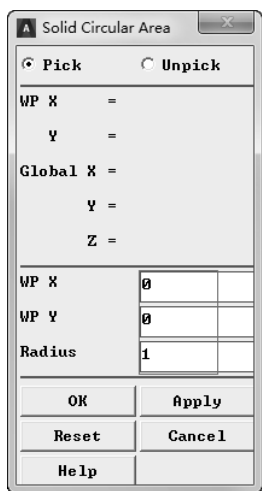 Solid Circular Area
Pick Unpick
WP X =
Y =
Global X =
Y =
Z =
WP X 0
WP Y 0
Radius 1
OK Apply
Reset Cancel
Help